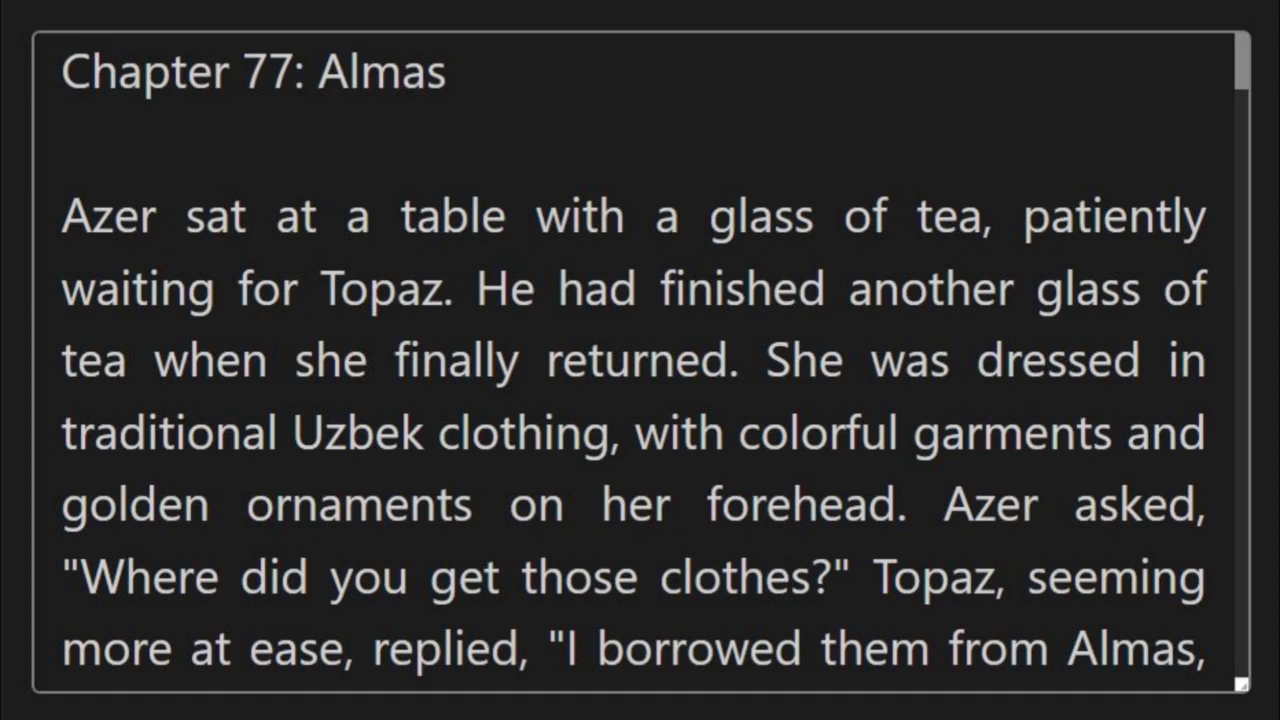 Chapter 77: Almas
Azer sat at a table with a glass of tea, patiently
waiting for Topaz. He had finished another glass of
tea when she finally returned. She was dressed in
traditional Uzbek clothing, with colorful garments and
golden ornaments on her forehead. Azer asked,
"Where did you get those clothes?" Topaz, seeming
more at ease, replied, "I borrowed them from Almas,